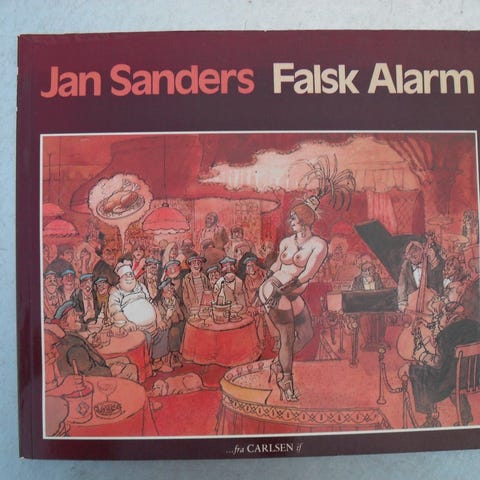 Jan Sanders Falsk Alarm
...fra CARLSEN if